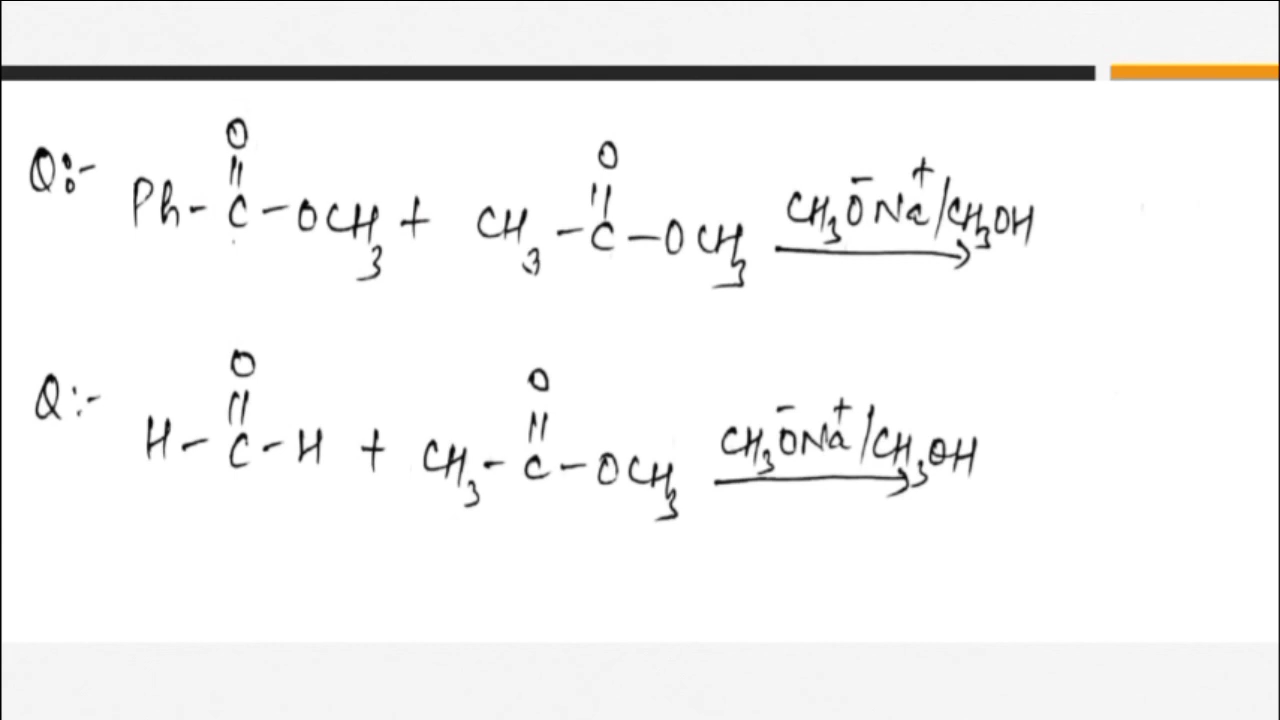 Q:- Ph-C(=O)-OCH₃ + CH₃-C(=O)-OCH₃ CH₃O⁻Na⁺/CH₃OH →
Q:- H-C(=O)-H + CH₃-C(=O)-OCH₃ CH₃O⁻Na⁺/CH₃OH →